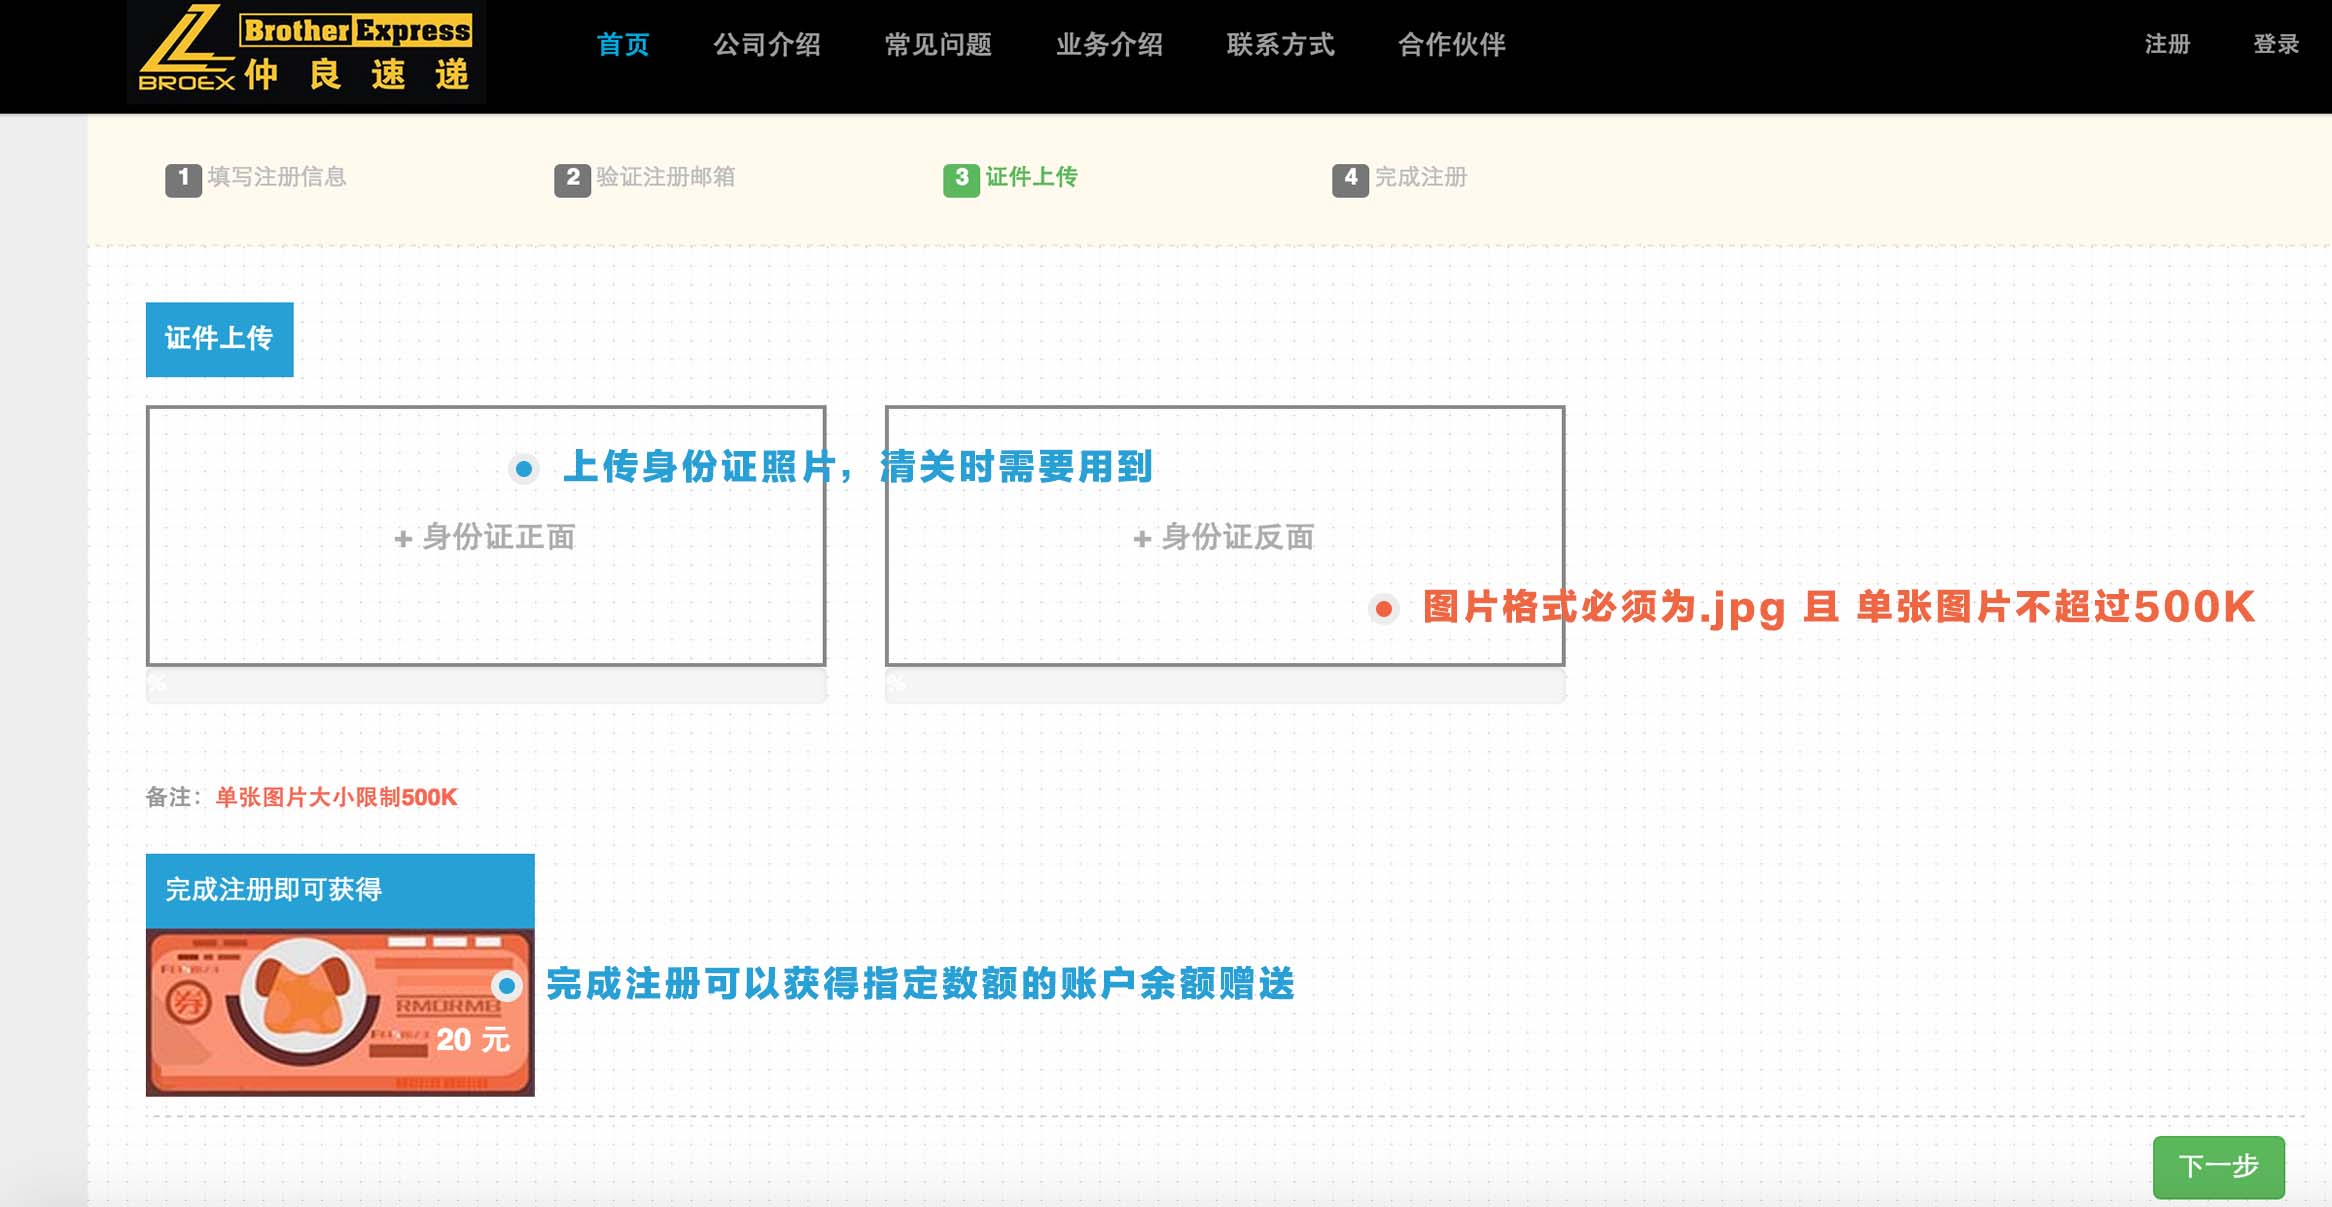 Brother Express
BROEX 仲良速递
首页 公司介绍 常见问题 业务介绍 联系方式 合作伙伴 注册 登录
1 填写注册信息 2 验证注册邮箱 3 证件上传 4 完成注册
证件上传
上传身份证照片，清关时需要用到
+ 身份证正面 + 身份证反面
图片格式必须为.jpg 且 单张图片不超过500K
% %
备注：单张图片大小限制500K
完成注册即可获得
券
RMDRMB
完成注册可以获得指定数额的账户余额赠送
20 元
下一步